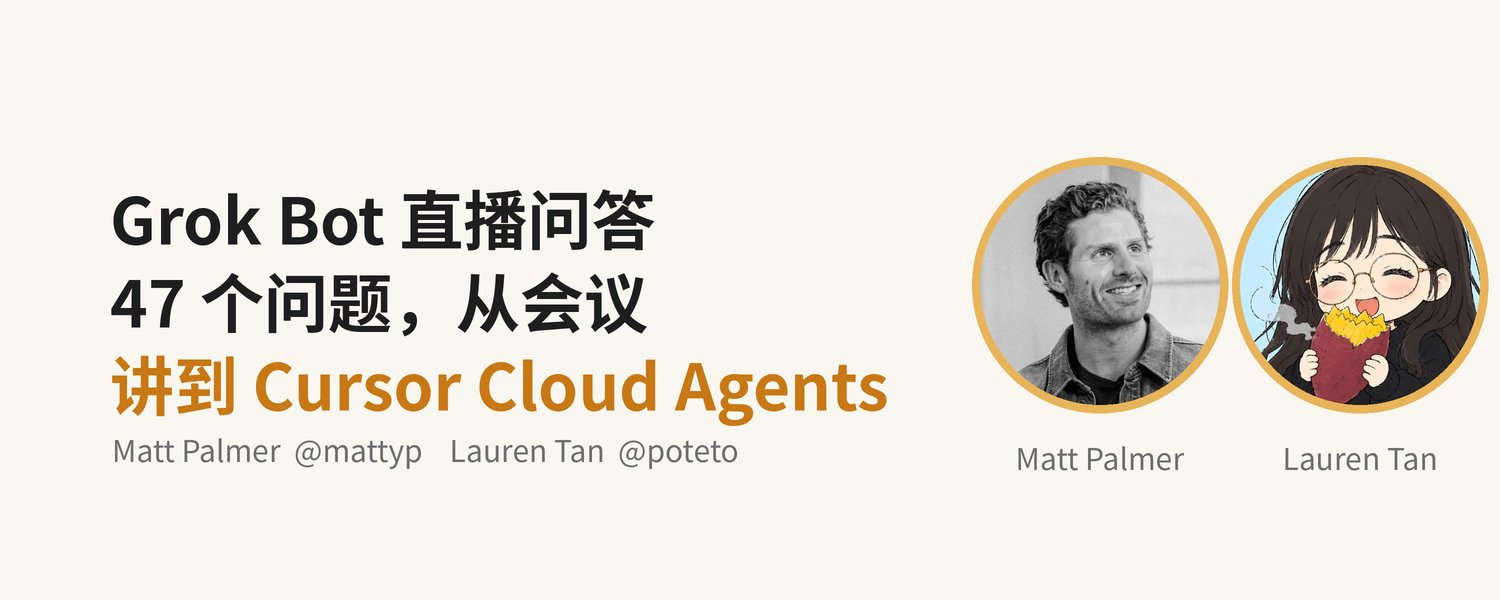 Grok Bot 直播问答
47 个问题，从会议
讲到 Cursor Cloud Agents
Matt Palmer @mattyp Lauren Tan @poteto
Matt Palmer
Lauren Tan